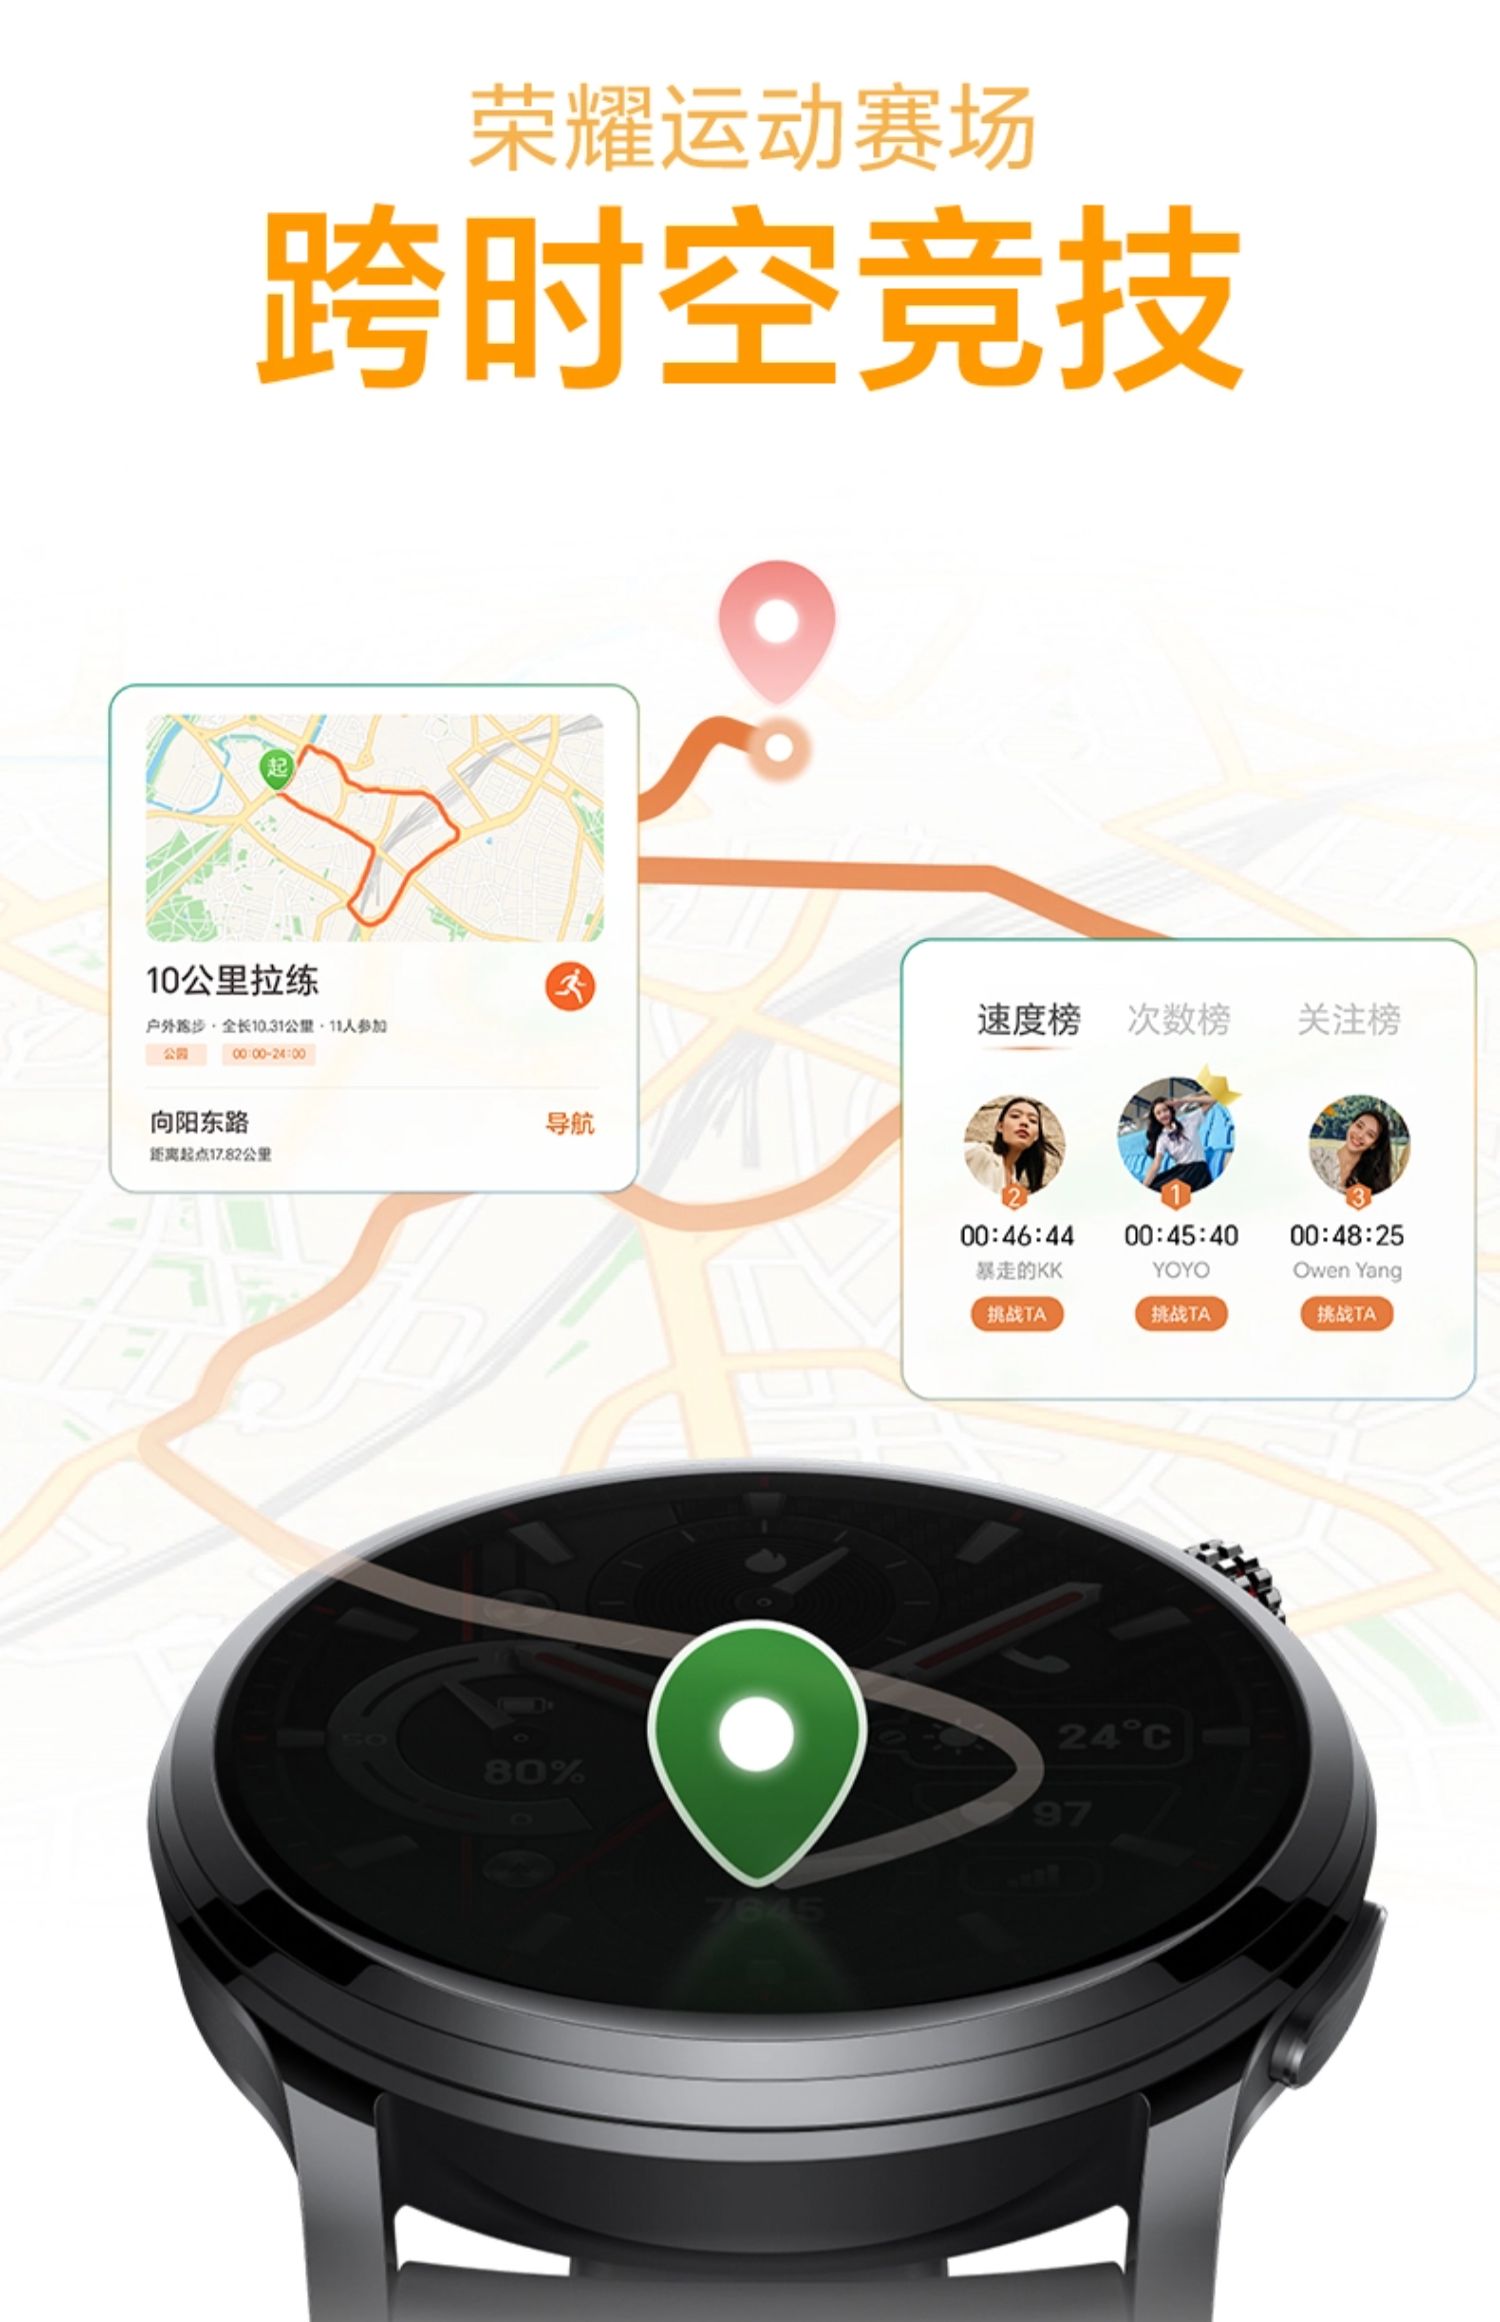 荣耀运动赛场
跨时空竞技
起
10公里拉练
户外跑步 · 全长10.31公里 · 11人参加
公园 00:00-24:00
向阳东路 导航
距离起点17.82公里
速度榜 次数榜 关注榜
2 1 3
00:46:44 00:45:40 00:48:25
暴走的KK YOYO Owen Yang
挑战TA 挑战TA 挑战TA
50
24°C
80%
0
97
7645